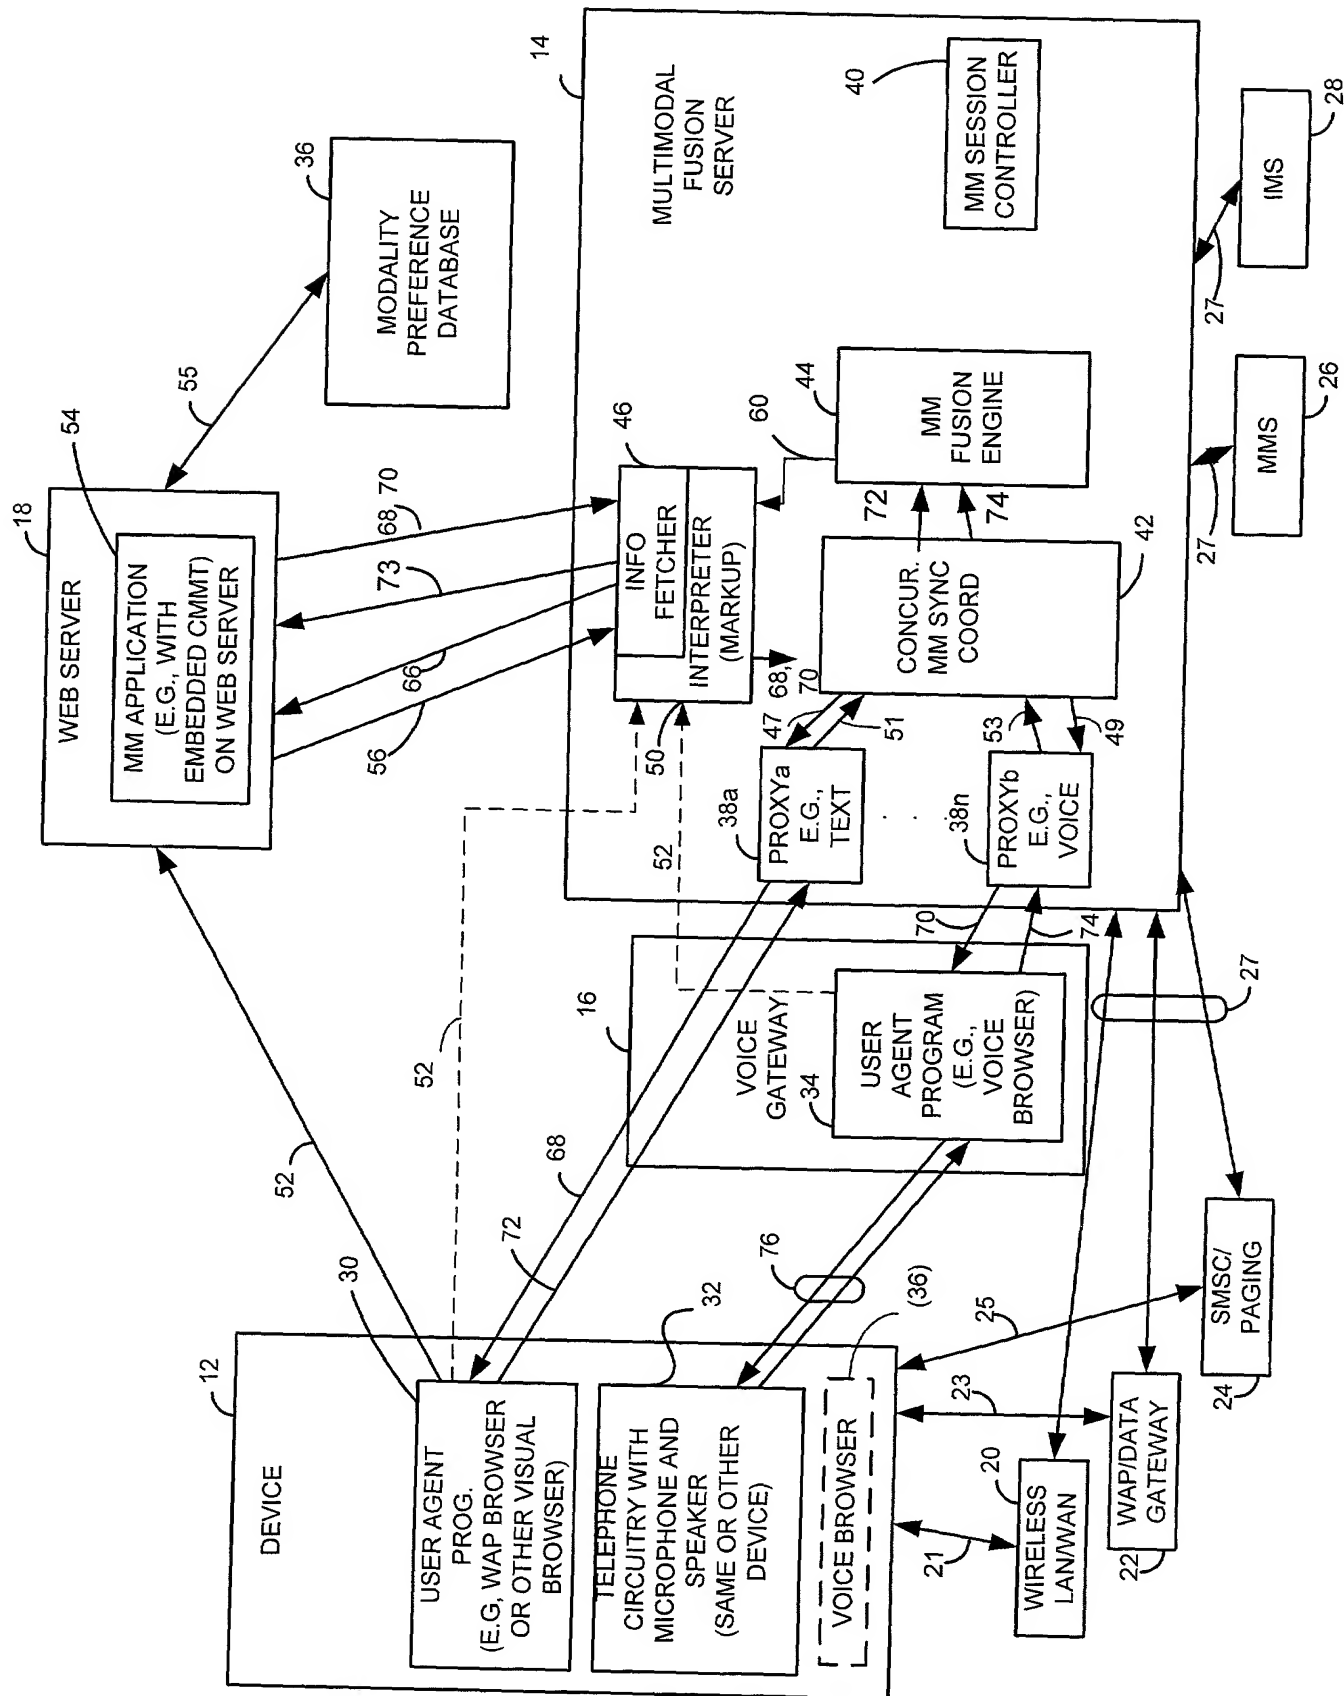 12
DEVICE
30
USER AGENT
PROG.
(E.G, WAP BROWSER
OR OTHER VISUAL
BROWSER)
TELEPHONE
CIRCUITRY WITH
MICROPHONE AND
SPEAKER
(SAME OR OTHER
DEVICE)
32
VOICE BROWSER
(36)
52
52
68
72
76
18
WEB SERVER
54
MM APPLICATION
(E.G., WITH
EMBEDDED CMMT)
ON WEB SERVER
55
36
MODALITY
PREFERENCE
DATABASE
56
66
73
68, 70
16
VOICE
GATEWAY
34
USER
AGENT
PROGRAM
(E.G.,
VOICE
BROWSER)
52
70
74
14
MULTIMODAL
FUSION
SERVER
46
INFO
FETCHER
INTERPRETER
(MARKUP)
50
60
68,
70
44
MM
FUSION
ENGINE
72
74
CONCUR.
MM SYNC
COORD
42
47
51
53
49
38a
PROXYa
E.G.,
TEXT
38n
PROXYb
E.G.,
VOICE
40
MM SESSION
CONTROLLER
21
20
WIRELESS
LAN/WAN
23
22
WAP/DATA
GATEWAY
25
24
SMSC/
PAGING
27
27
MMS
26
27
IMS
28